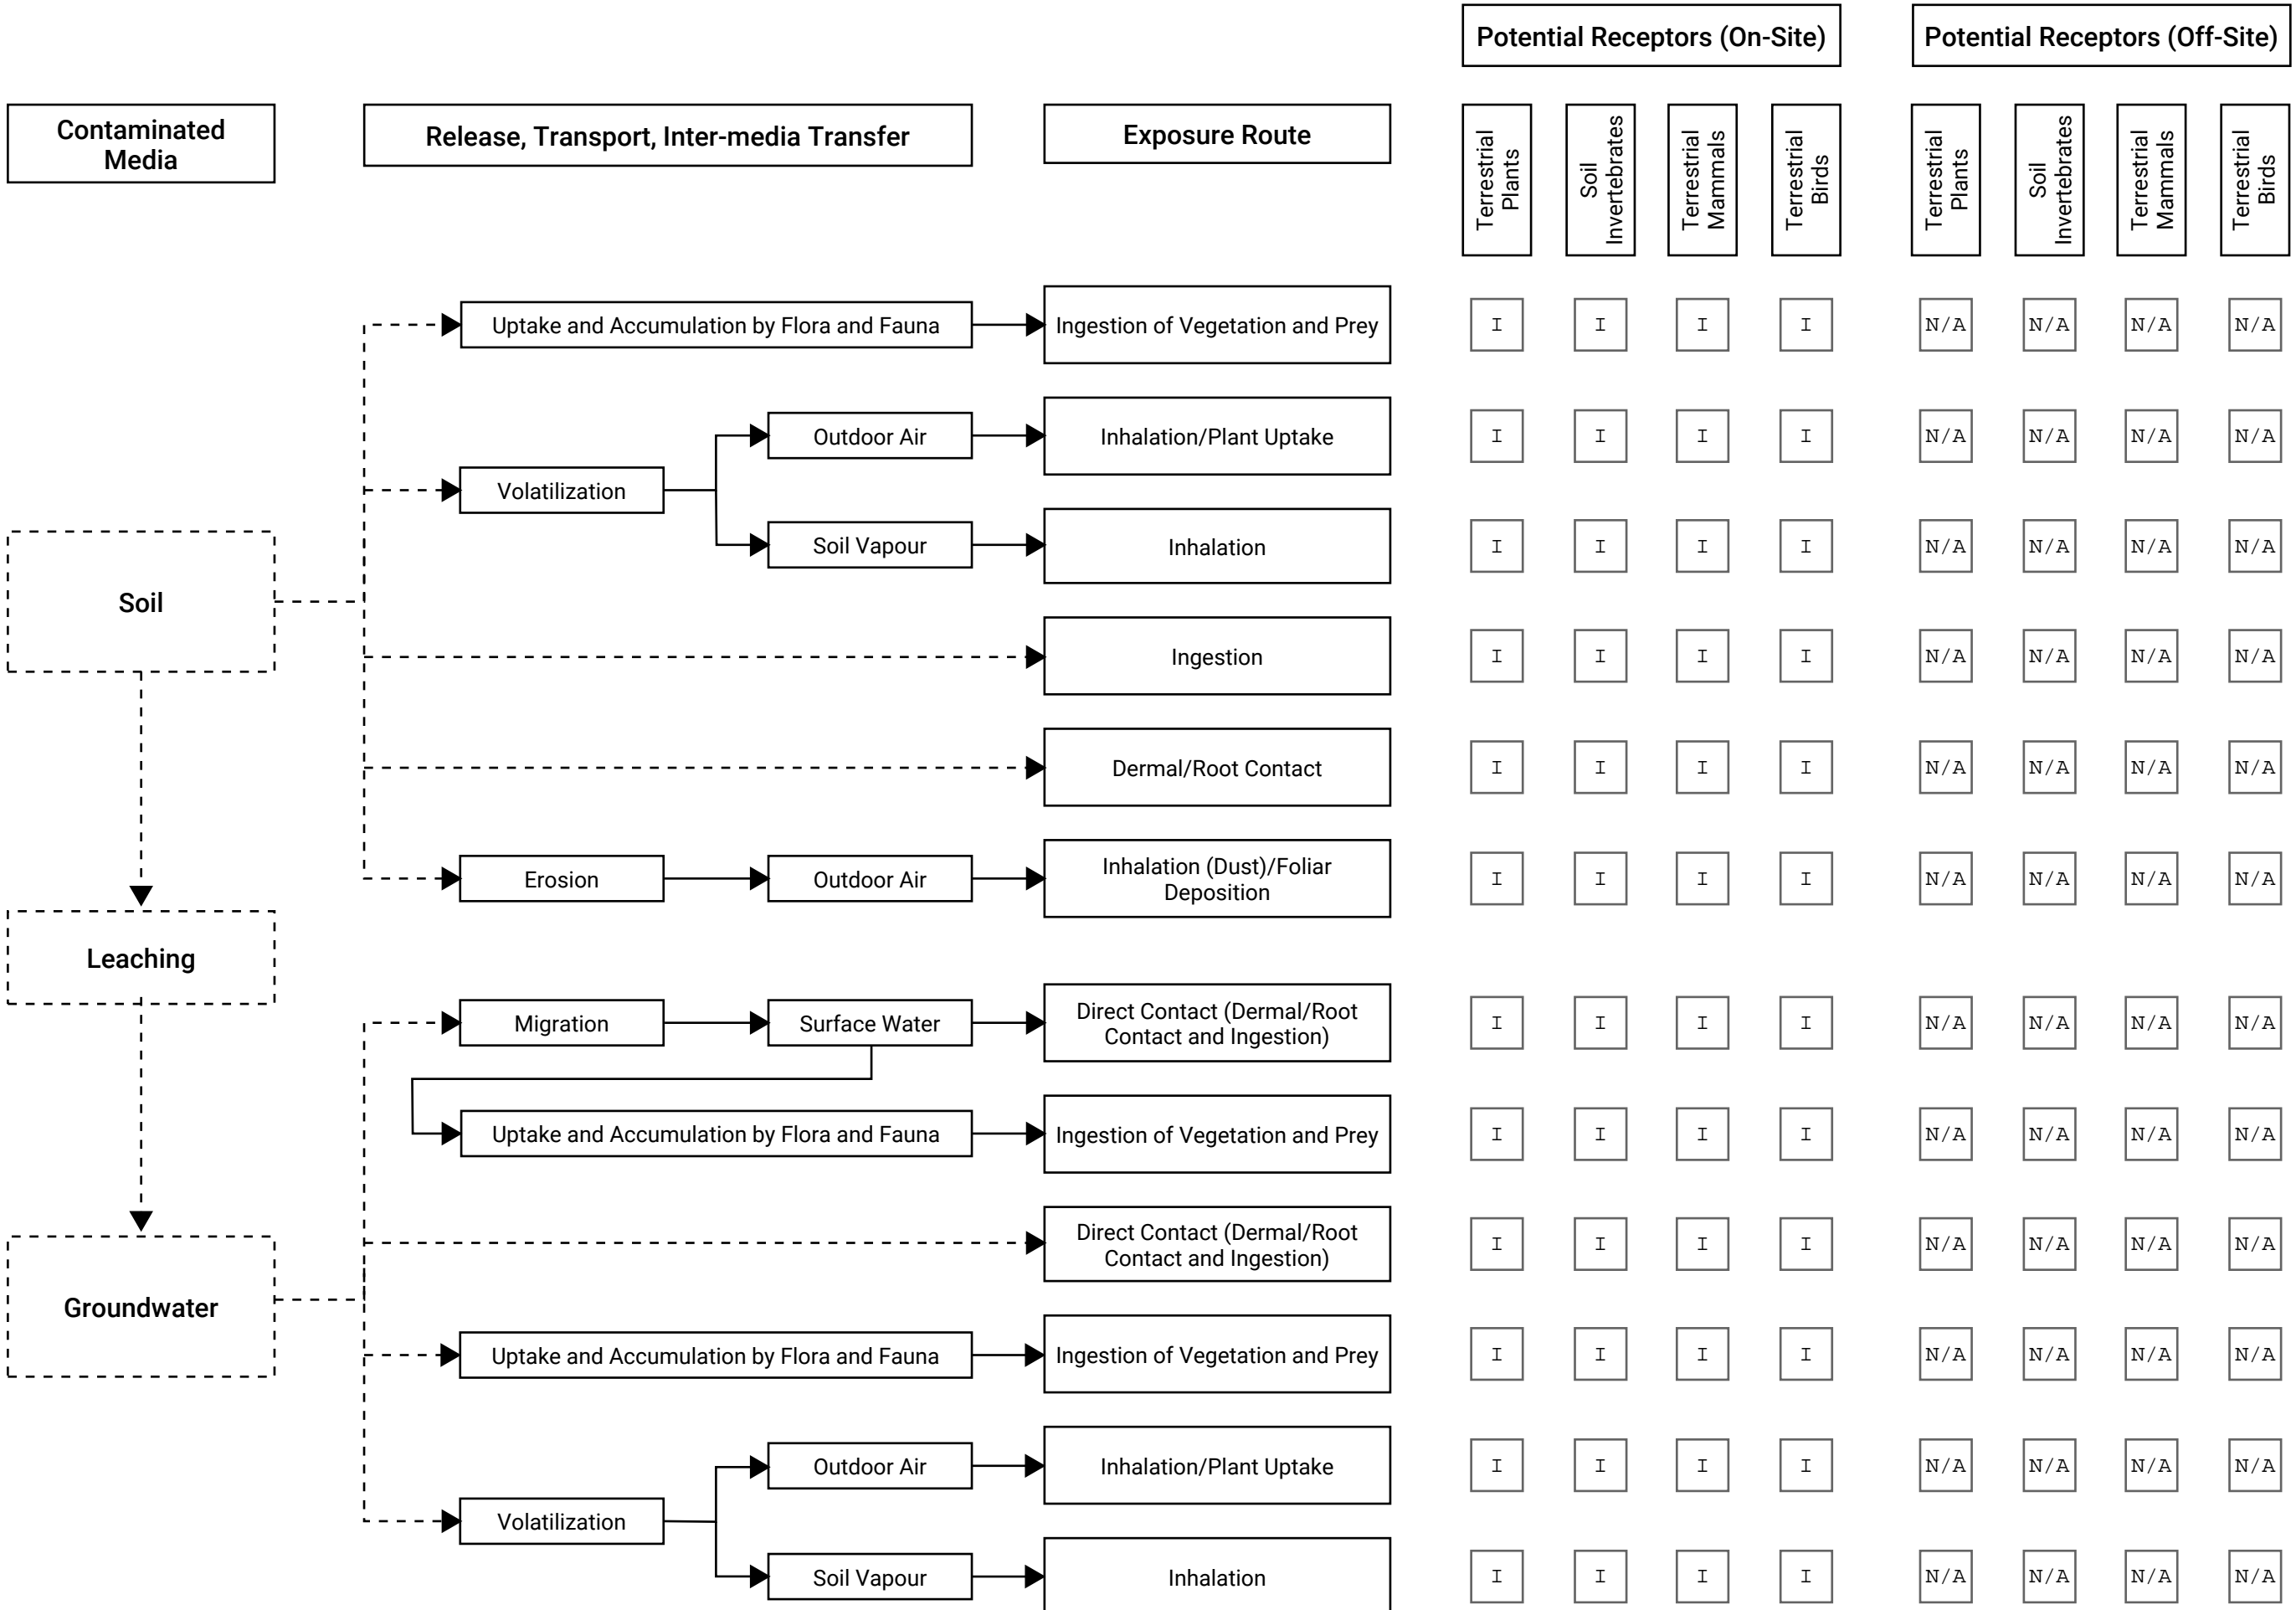 Potential Receptors (On-Site)
Potential Receptors (Off-Site)
Contaminated
Media
Release, Transport, Inter-media Transfer
Exposure Route
Terrestrial
Plants
Soil
Invertebrates
Terrestrial
Mammals
Terrestrial
Birds
Terrestrial
Plants
Soil
Invertebrates
Terrestrial
Mammals
Terrestrial
Birds
Uptake and Accumulation by Flora and Fauna
Ingestion of Vegetation and Prey
I I I I N/A N/A N/A N/A
Outdoor Air
Inhalation/Plant Uptake
I I I I N/A N/A N/A N/A
Volatilization
Soil Vapour
Inhalation
I I I I N/A N/A N/A N/A
Soil
Ingestion
I I I I N/A N/A N/A N/A
Dermal/Root Contact
I I I I N/A N/A N/A N/A
Erosion
Outdoor Air
Inhalation (Dust)/Foliar
Deposition
I I I I N/A N/A N/A N/A
Leaching
Migration
Surface Water
Direct Contact (Dermal/Root
Contact and Ingestion)
I I I I N/A N/A N/A N/A
Uptake and Accumulation by Flora and Fauna
Ingestion of Vegetation and Prey
I I I I N/A N/A N/A N/A
Direct Contact (Dermal/Root
Contact and Ingestion)
I I I I N/A N/A N/A N/A
Groundwater
Uptake and Accumulation by Flora and Fauna
Ingestion of Vegetation and Prey
I I I I N/A N/A N/A N/A
Outdoor Air
Inhalation/Plant Uptake
I I I I N/A N/A N/A N/A
Volatilization
Soil Vapour
Inhalation
I I I I N/A N/A N/A N/A